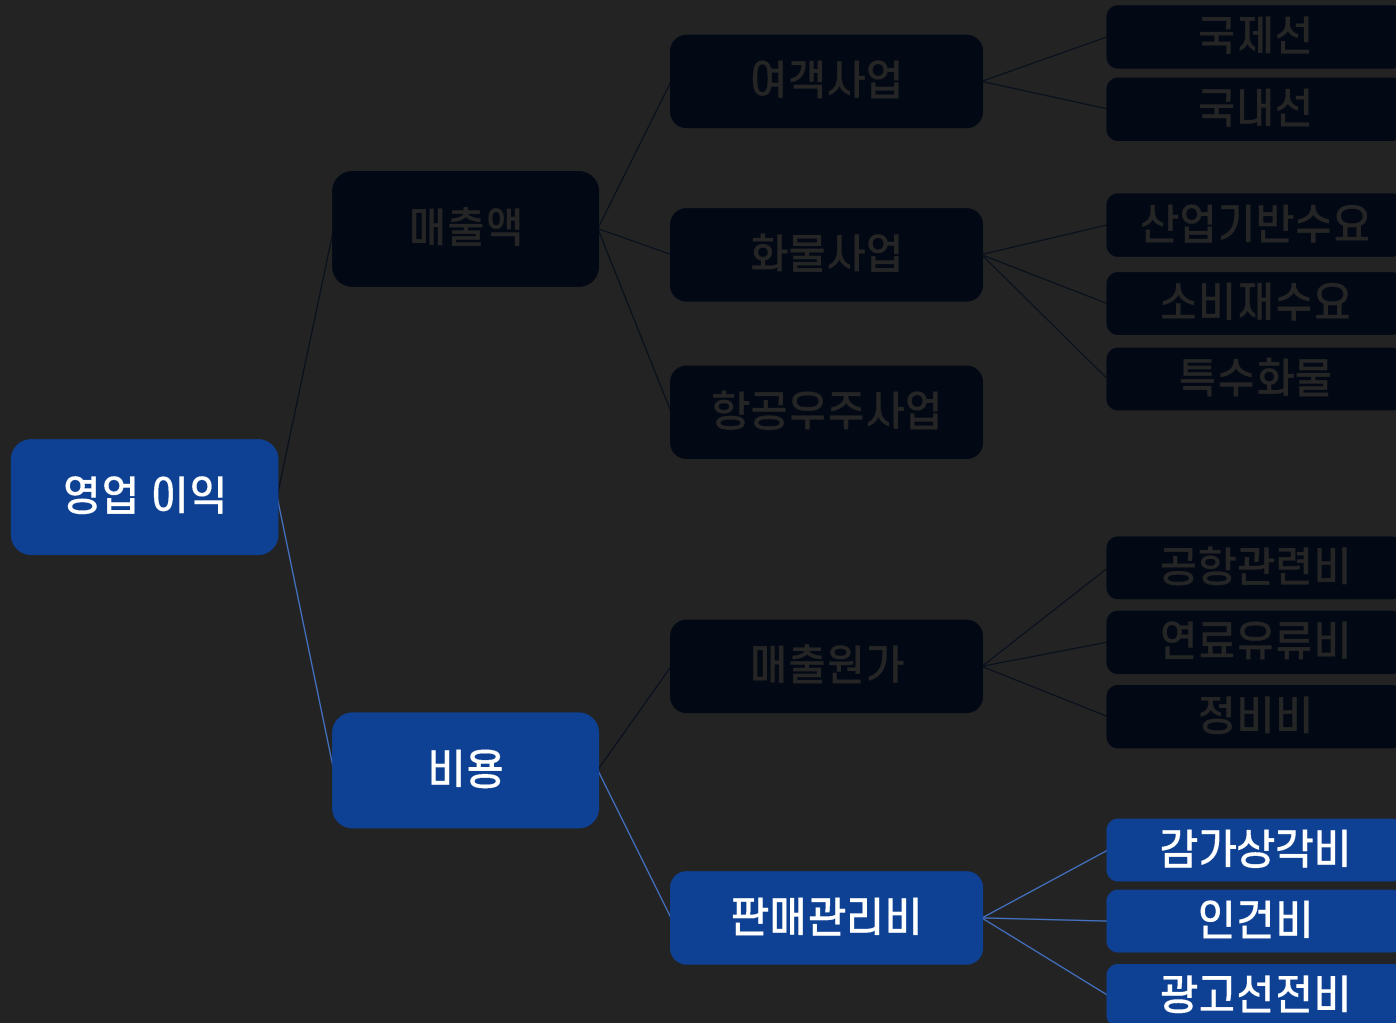 국제선
여객사업
국내선
매출액
산업기반수요
화물사업
소비재수요
특수화물
항공우주사업
영업 이익
공항관련비
연료유류비
매출원가
정비비
비용
감가상각비
판매관리비
인건비
광고선전비